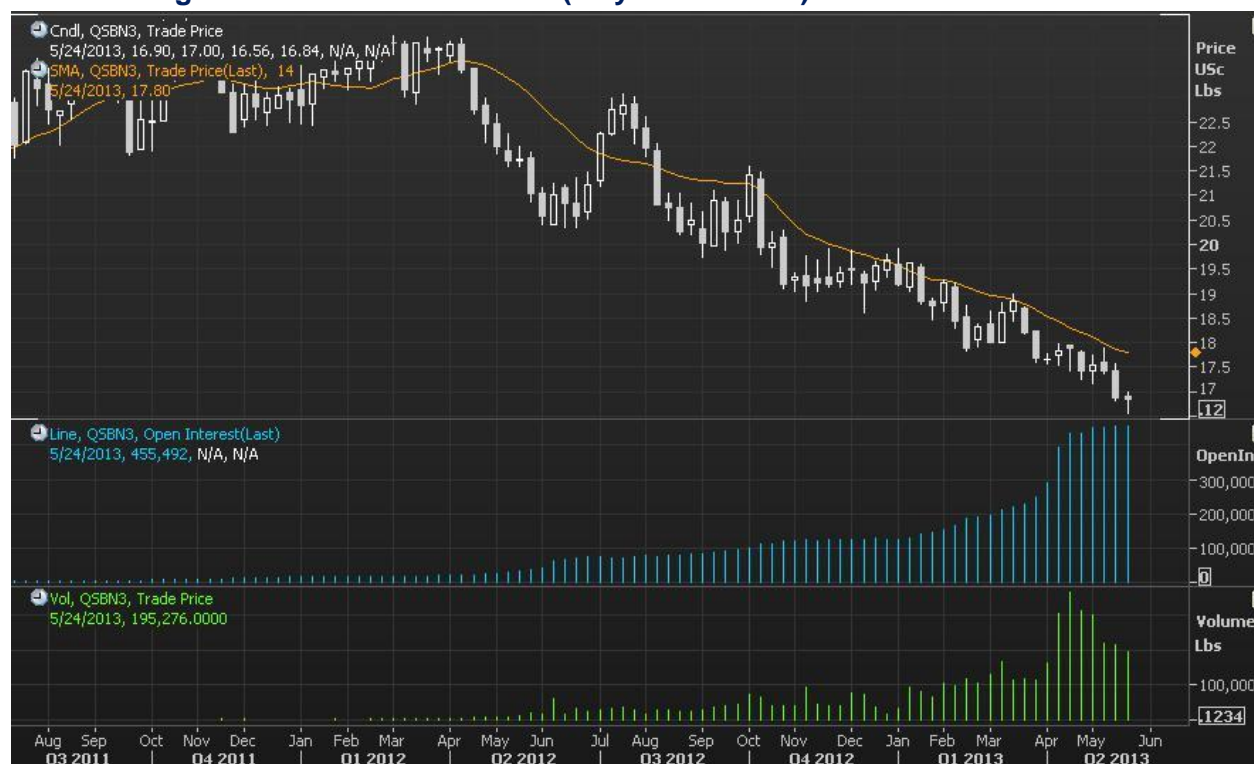 Cndl, QSBN3, Trade Price
5/24/2013, 16.90, 17.00, 16.56, 16.84, N/A, N/A
SMA, QSBN3, Trade Price(Last), 14
5/24/2013, 17.80
Price
USc
Lbs
22.5
22
21.5
21
20.5
20
19.5
19
18.5
18
17.5
17
.12
Line, QSBN3, Open Interest(Last)
5/24/2013, 455,492, N/A, N/A
OpenIn
300,000
200,000
100,000
0
Vol, QSBN3, Trade Price
5/24/2013, 195,276.0000
Volume
Lbs
100,000
.1234
Aug Sep Oct Nov Dec Jan Feb Mar Apr May Jun Jul Aug Sep Oct Nov Dec Jan Feb Mar Apr May Jun
Q3 2011 Q4 2011 Q1 2012 Q2 2012 Q3 2012 Q4 2012 Q1 2013 Q2 2013